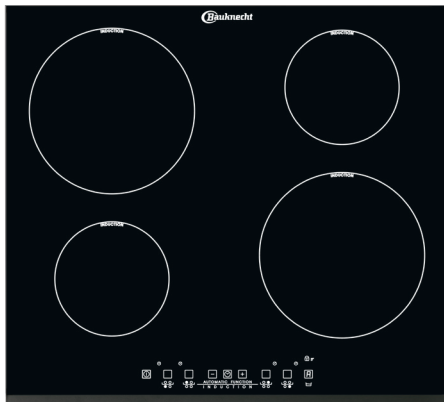 Bauknecht
INDUCTION
INDUCTION
INDUCTION
INDUCTION
− +
A
AUTOMATIC FUNCTION
INDUCTION